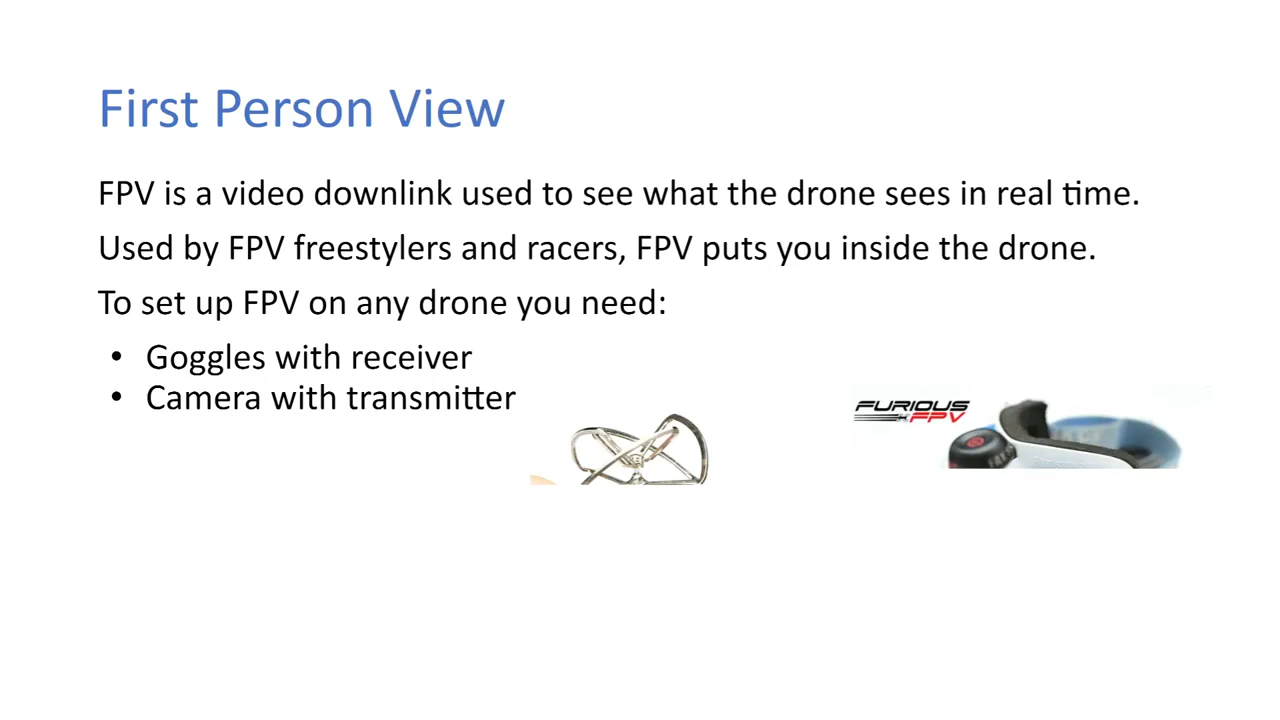 First Person View
FPV is a video downlink used to see what the drone sees in real time.
Used by FPV freestylers and racers, FPV puts you inside the drone.
To set up FPV on any drone you need:
• Goggles with receiver
• Camera with transmitter
FURIOUS
FPV